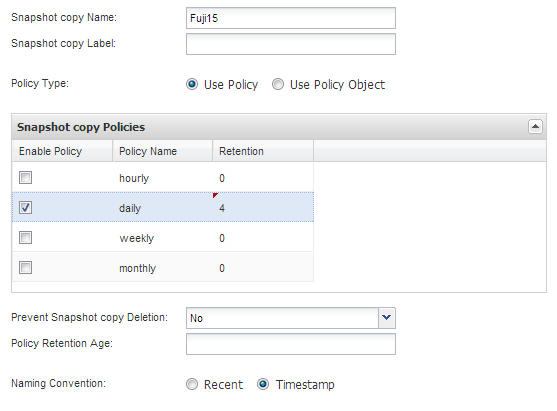 Snapshot copy Name: Fuji15
Snapshot copy Label:
Policy Type: Use Policy Use Policy Object
Snapshot copy Policies
Enable Policy Policy Name Retention
hourly 0
daily 4
weekly 0
monthly 0
Prevent Snapshot copy Deletion: No
Policy Retention Age:
Naming Convention: Recent Timestamp